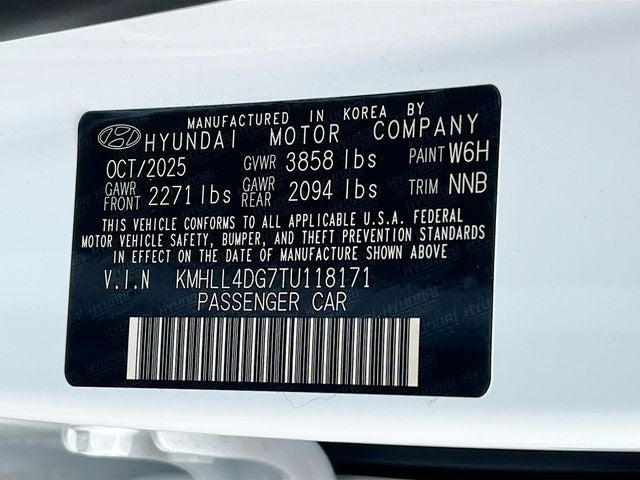 MANUFACTURED IN KOREA BY
HYUNDAI MOTOR COMPANY
OCT/2025 GVWR 3858 lbs PAINT W6H
GAWR FRONT 2271 lbs GAWR REAR 2094 lbs TRIM NNB
THIS VEHICLE CONFORMS TO ALL APPLICABLE U.S.A. FEDERAL
MOTOR VEHICLE SAFETY, BUMPER, AND THEFT PREVENTION STANDARDS
IN EFFECT ON THE DATE OF MANUFACTURE SHOWN ABOVE
V.I.N KMHLL4DG7TU118171
PASSENGER CAR